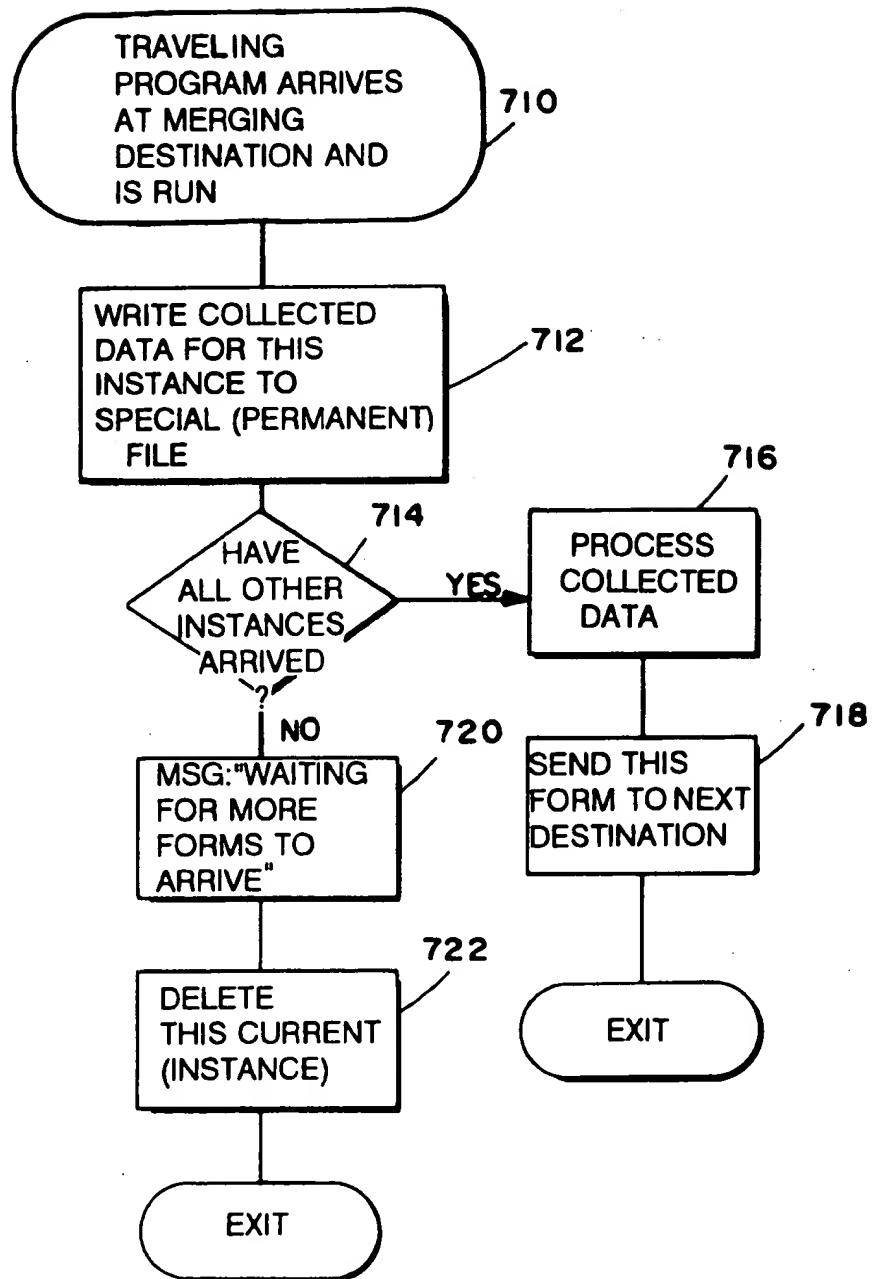 TRAVELING
PROGRAM ARRIVES
AT MERGING
DESTINATION AND
IS RUN
710
WRITE COLLECTED
DATA FOR THIS
INSTANCE TO
SPECIAL (PERMANENT)
FILE
712
HAVE
ALL OTHER
INSTANCES
ARRIVED
?
714
YES
716
PROCESS
COLLECTED
DATA
718
SEND THIS
FORM TO NEXT
DESTINATION
EXIT
NO
720
MSG:"WAITING
FOR MORE
FORMS TO
ARRIVE"
722
DELETE
THIS CURRENT
(INSTANCE)
EXIT